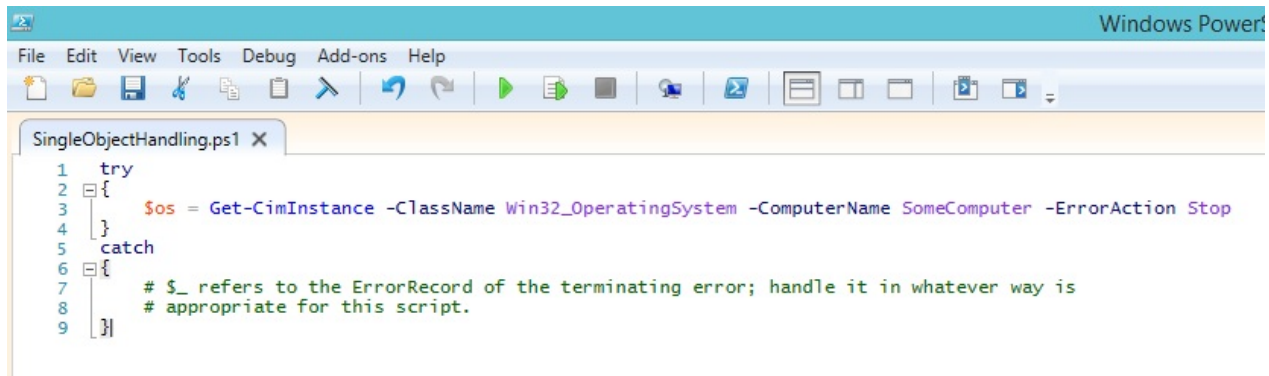 Windows PowerS
File Edit View Tools Debug Add-ons Help
SingleObjectHandling.ps1 X
1 try
2 {
3 $os = Get-CimInstance -ClassName Win32_OperatingSystem -ComputerName SomeComputer -ErrorAction Stop
4 }
5 catch
6 {
7 # $_ refers to the ErrorRecord of the terminating error; handle it in whatever way is
8 # appropriate for this script.
9 }